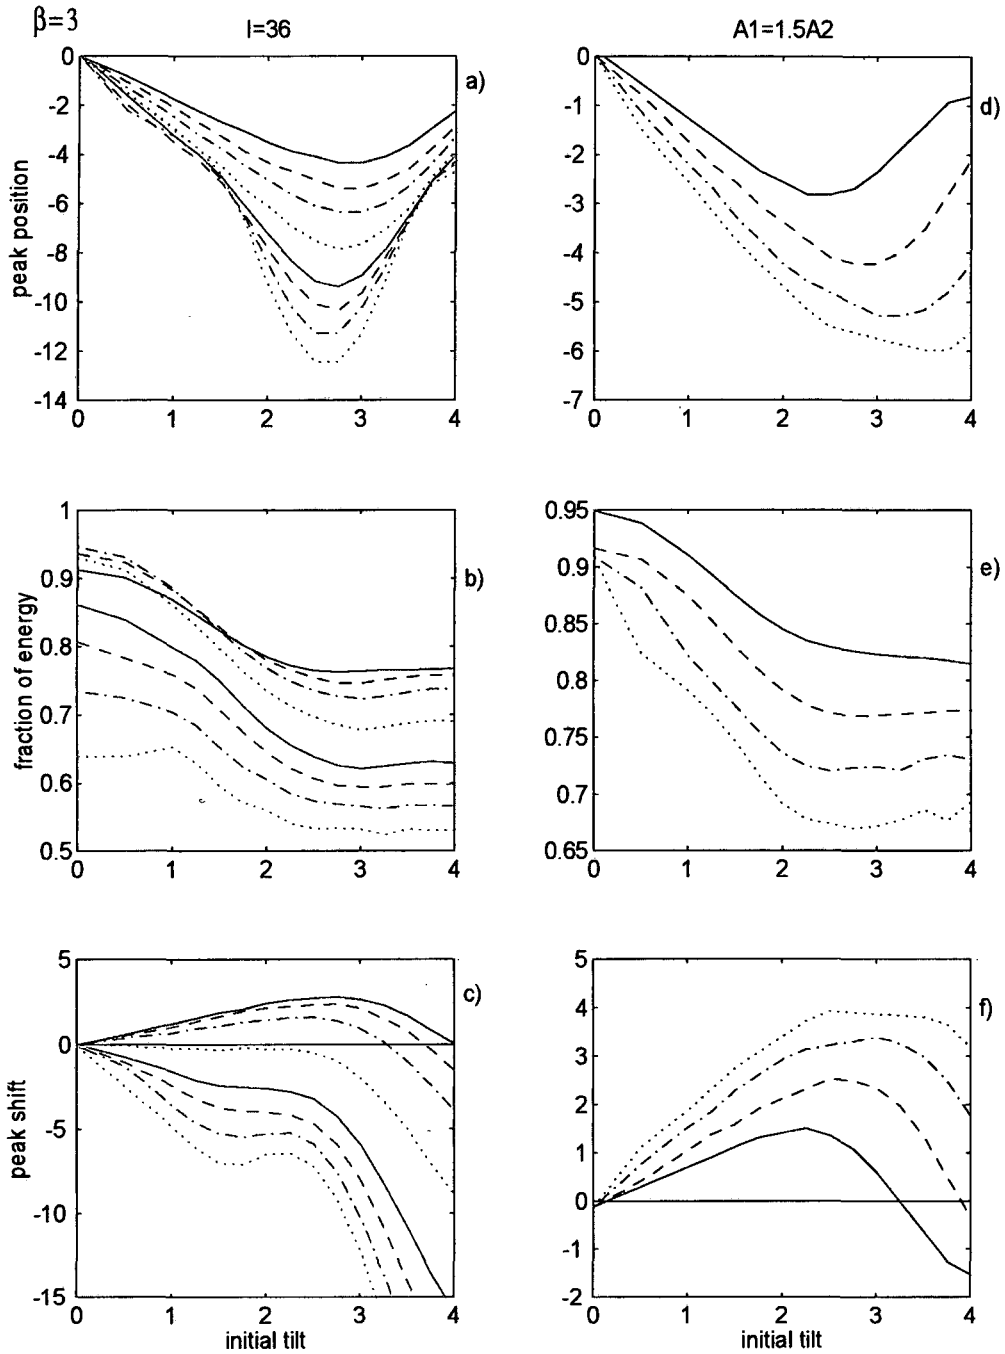 β=3
I=36
A1=1.5A2
0
-2
-4
-6
-8
-10
-12
-14
peak position
0 1 2 3 4
a)
0
-1
-2
-3
-4
-5
-6
-7
0 1 2 3 4
d)
1
0.9
0.8
0.7
0.6
0.5
fraction of energy
0 1 2 3 4
b)
0.95
0.9
0.85
0.8
0.75
0.7
0.65
0 1 2 3 4
e)
5
0
-5
-10
-15
peak shift
0 1 2 3 4
initial tilt
c)
5
4
3
2
1
0
-1
-2
0 1 2 3 4
initial tilt
f)